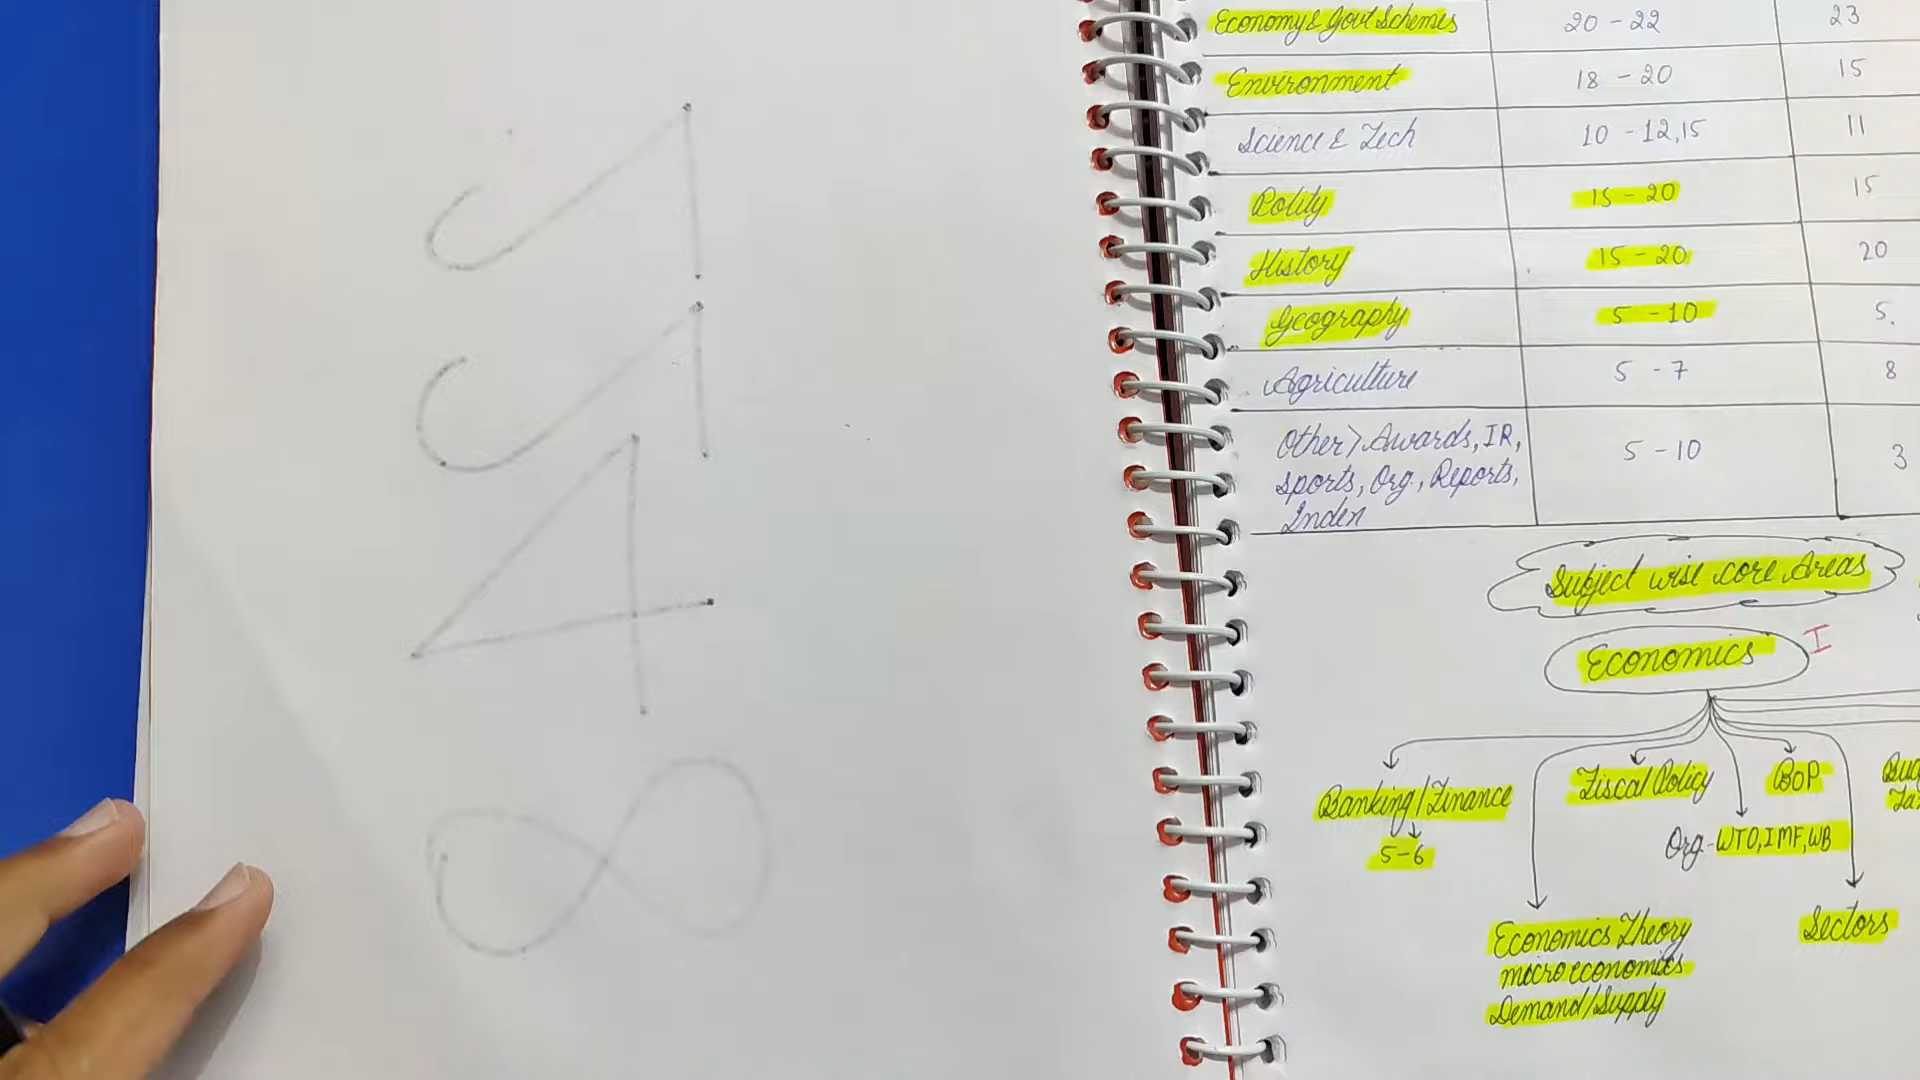 2248
Economy & Govt Schemes 20 - 22 23
Environment 18 - 20 15
Science & Tech 10 - 12,15 11
Polity 15 - 20 15
History 15 - 20 20
Geography 5 - 10 5.
Agriculture 5 - 7 8
Other > Awards, IR, 5 - 10 3
Sports, Org., Reports,
Index
Subject wise core Areas
Economics I
Banking/Finance Fiscal Policy BOP
5-6 Org - WTO, IMF, WB
Economics Theory Sectors
microeconomics
Demand/Supply